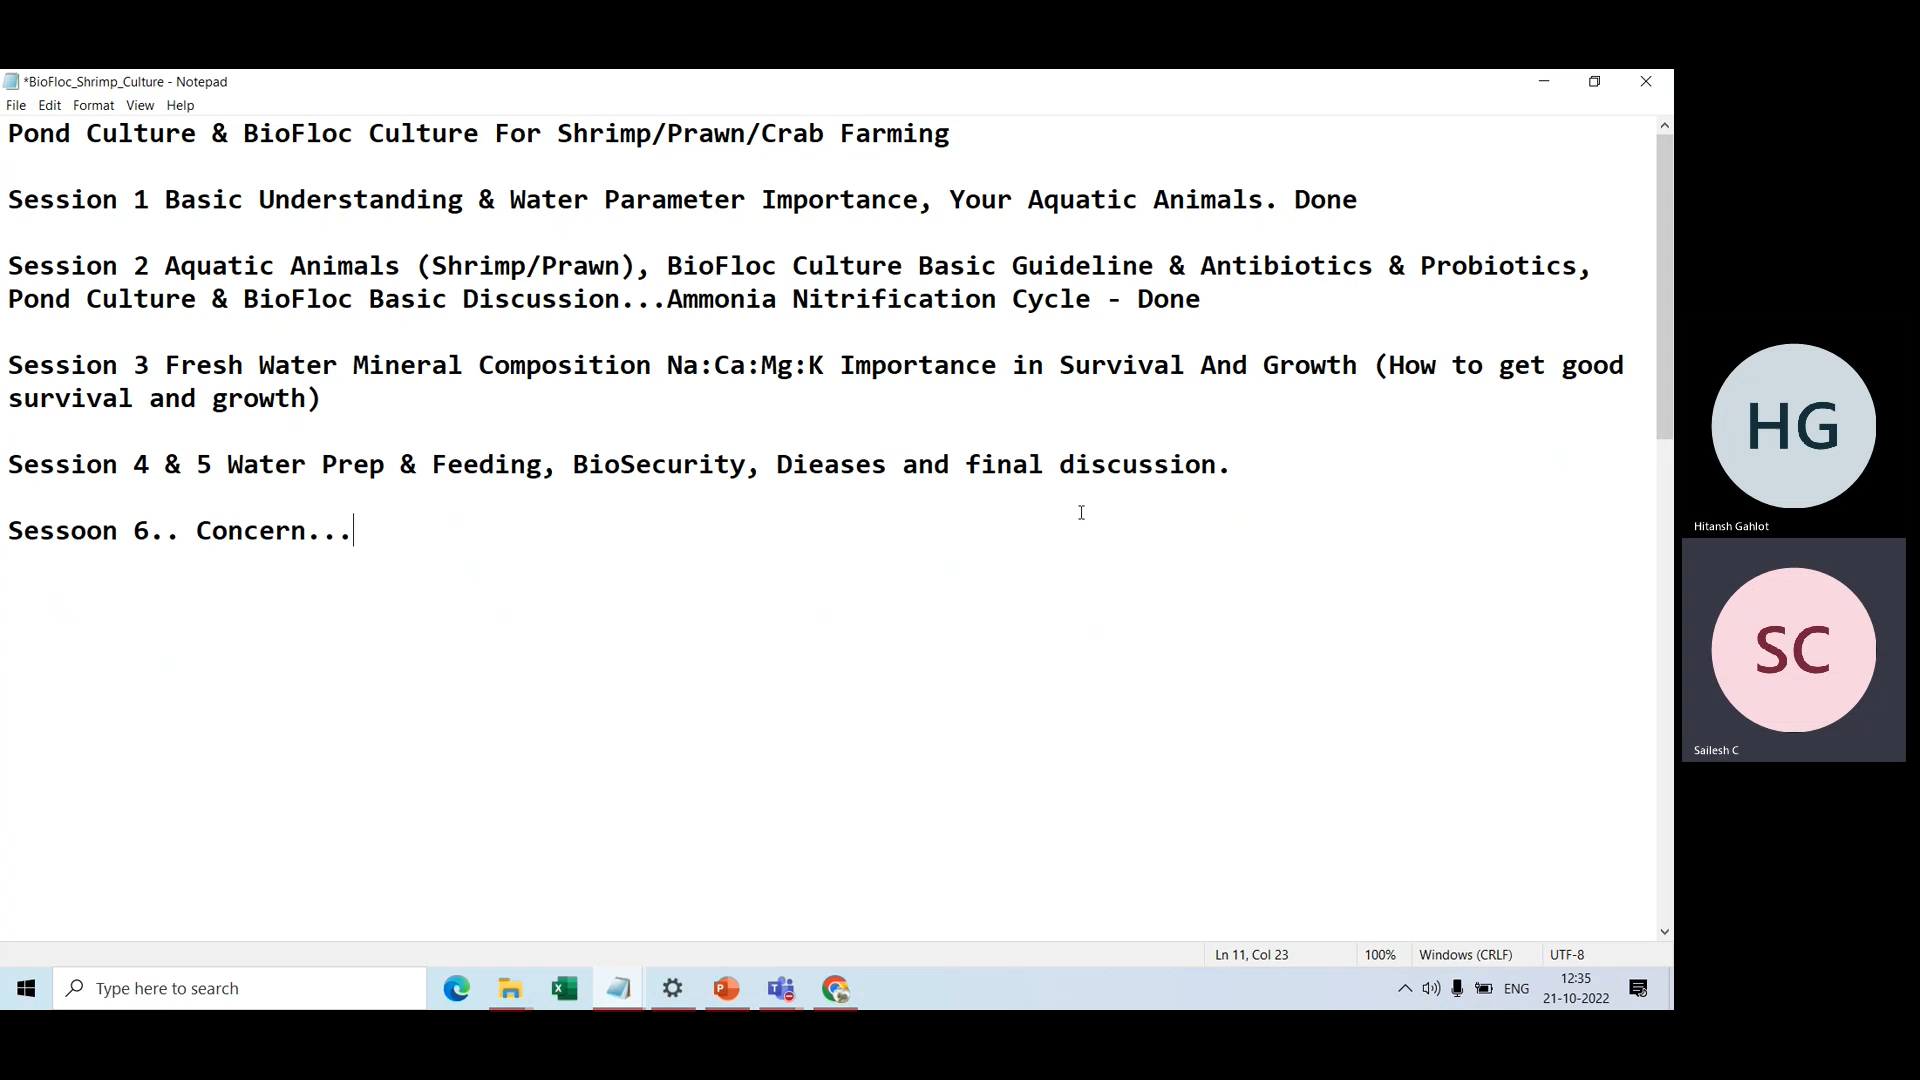 *BioFloc_Shrimp_Culture - Notepad
File Edit Format View Help
Pond Culture & BioFloc Culture For Shrimp/Prawn/Crab Farming
Session 1 Basic Understanding & Water Parameter Importance, Your Aquatic Animals. Done
Session 2 Aquatic Animals (Shrimp/Prawn), BioFloc Culture Basic Guideline & Antibiotics & Probiotics,
Pond Culture & BioFloc Basic Discussion...Ammonia Nitrification Cycle - Done
Session 3 Fresh Water Mineral Composition Na:Ca:Mg:K Importance in Survival And Growth (How to get good
survival and growth)
Session 4 & 5 Water Prep & Feeding, BioSecurity, Dieases and final discussion.
Sessoon 6.. Concern...
HG
Hitansh Gahlot
SC
Sailesh C
Ln 11, Col 23 100% Windows (CRLF) UTF-8
Type here to search
ENG
12:35
21-10-2022